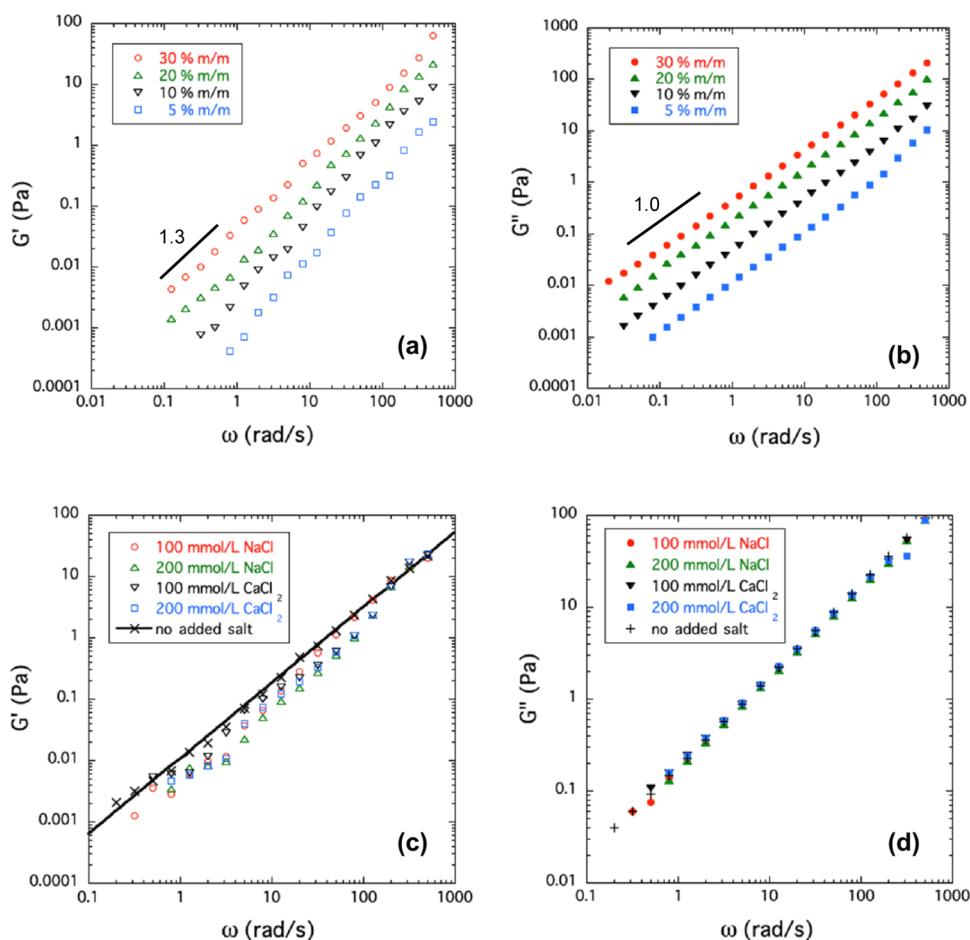 100
10
1
0.1
0.01
0.001
0.0001
G' (Pa)
30 % m/m
20 % m/m
10 % m/m
5 % m/m
1.3
(a)
0.01 0.1 1 10 100 1000
ω (rad/s)
1000
100
10
1
0.1
0.01
0.001
0.0001
G'' (Pa)
30 % m/m
20 % m/m
10 % m/m
5 % m/m
1.0
(b)
0.01 0.1 1 10 100 1000
ω (rad/s)
100
10
1
0.1
0.01
0.001
0.0001
G' (Pa)
100 mmol/L NaCl
200 mmol/L NaCl
100 mmol/L CaCl₂
200 mmol/L CaCl₂
no added salt
(c)
0.1 1 10 100 1000
ω (rad/s)
100
10
1
0.1
0.01
G'' (Pa)
100 mmol/L NaCl
200 mmol/L NaCl
100 mmol/L CaCl₂
200 mmol/L CaCl₂
no added salt
(d)
0.1 1 10 100 1000
ω (rad/s)